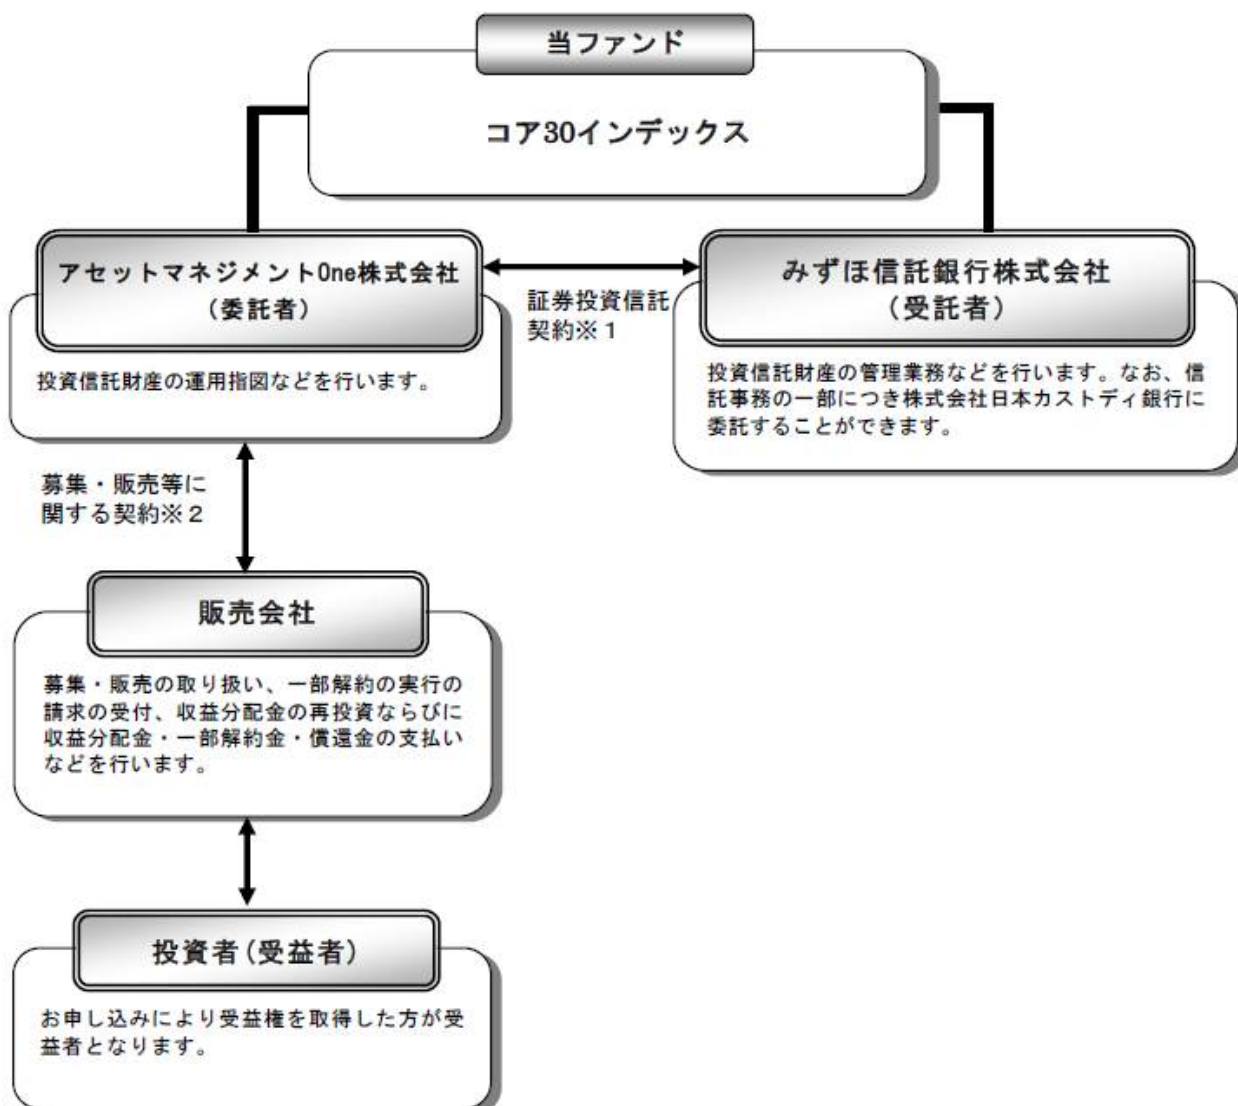 当ファンド
コア30インデックス
アセットマネジメントOne株式会社
(委託者)
投資信託財産の運用指図などを行います。
証券投資信託
契約※1
みずほ信託銀行株式会社
(受託者)
投資信託財産の管理業務などを行います。なお、信
託事務の一部につき株式会社日本カストディ銀行に
委託することができます。
募集・販売等に
関する契約※2
販売会社
募集・販売の取り扱い、一部解約の実行の
請求の受付、収益分配金の再投資ならびに
収益分配金・一部解約金・償還金の支払い
などを行います。
投資者(受益者)
お申し込みにより受益権を取得した方が受
益者となります。